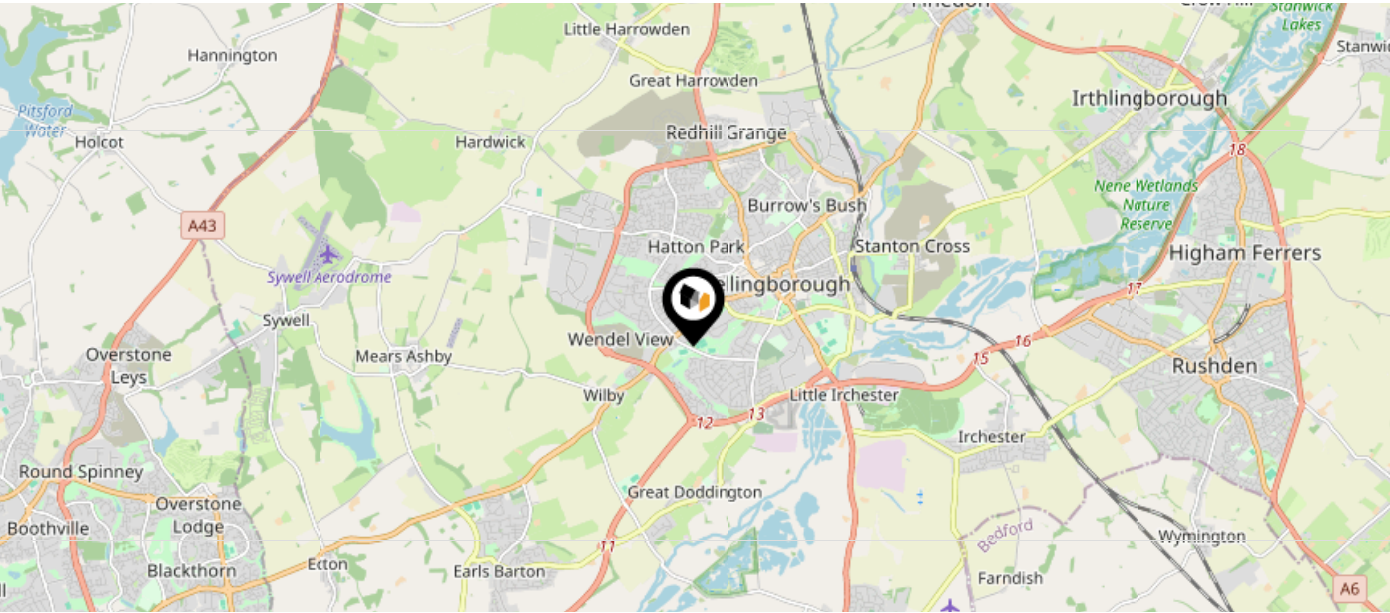 Stanwick
Lakes
Little Harrowden
Hannington
Great Harrowden
Irthlingborough
Pitsford
Water
Holcot
Hardwick
Redhill Grange
18
Nene Wetlands
Nature
Reserve
Burrow's Bush
A43
Hatton Park
Stanton Cross
Higham Ferrers
Sywell Aerodrome
ellingborough
17
Sywell
Wendel View
16
Mears Ashby
Overstone
Leys
15
Rushden
Wilby
Little Irchester
12
13
Irchester
Round Spinney
Great Doddington
Overstone
Lodge
Boothville
Bedford
Wymington
11
Ecton
Earls Barton
Blackthorn
Farndish
A6